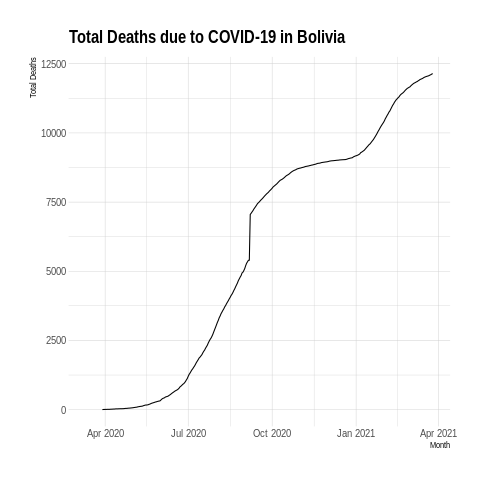 Total Deaths due to COVID-19 in Bolivia
Total Deaths
12500
10000
7500
5000
2500
0
Apr 2020 Jul 2020 Oct 2020 Jan 2021 Apr 2021
Month